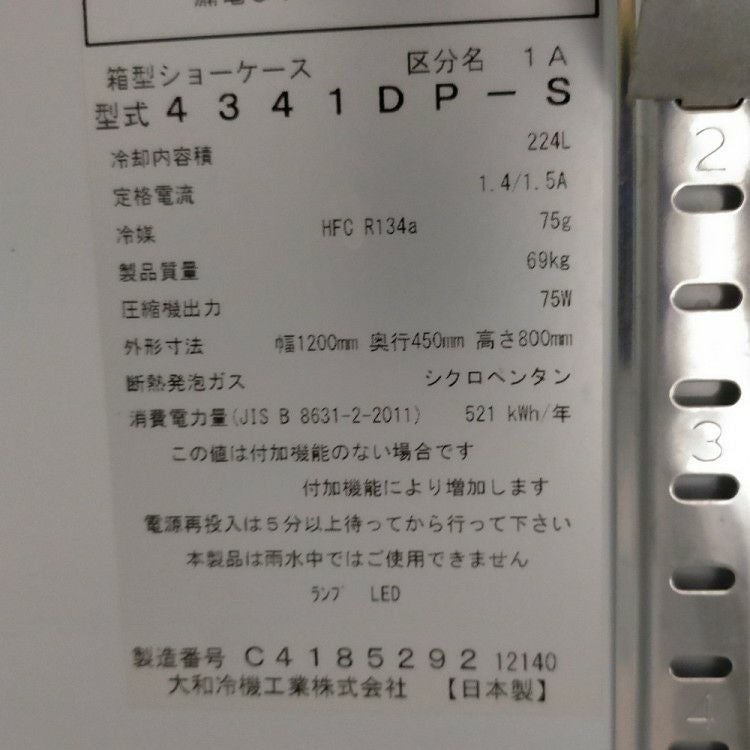 箱型ショーケース 区分名 1A
型式 4341DP-S
冷却内容積 224L
定格電流 1.4/1.5A
冷媒 HFC R134a 75g
製品質量 69kg
圧縮機出力 75W
外形寸法 幅1200mm 奥行450mm 高さ800mm
断熱発泡ガス シクロペンタン
消費電力量(JIS B 8631-2-2011) 521 kWh/年
この値は付加機能のない場合です
付加機能により増加します
電源再投入は5分以上待ってから行って下さい
本製品は雨水中ではご使用できません
ランプ LED
製造番号 C4185292 12140
大和冷機工業株式会社 【日本製】
2
3
4